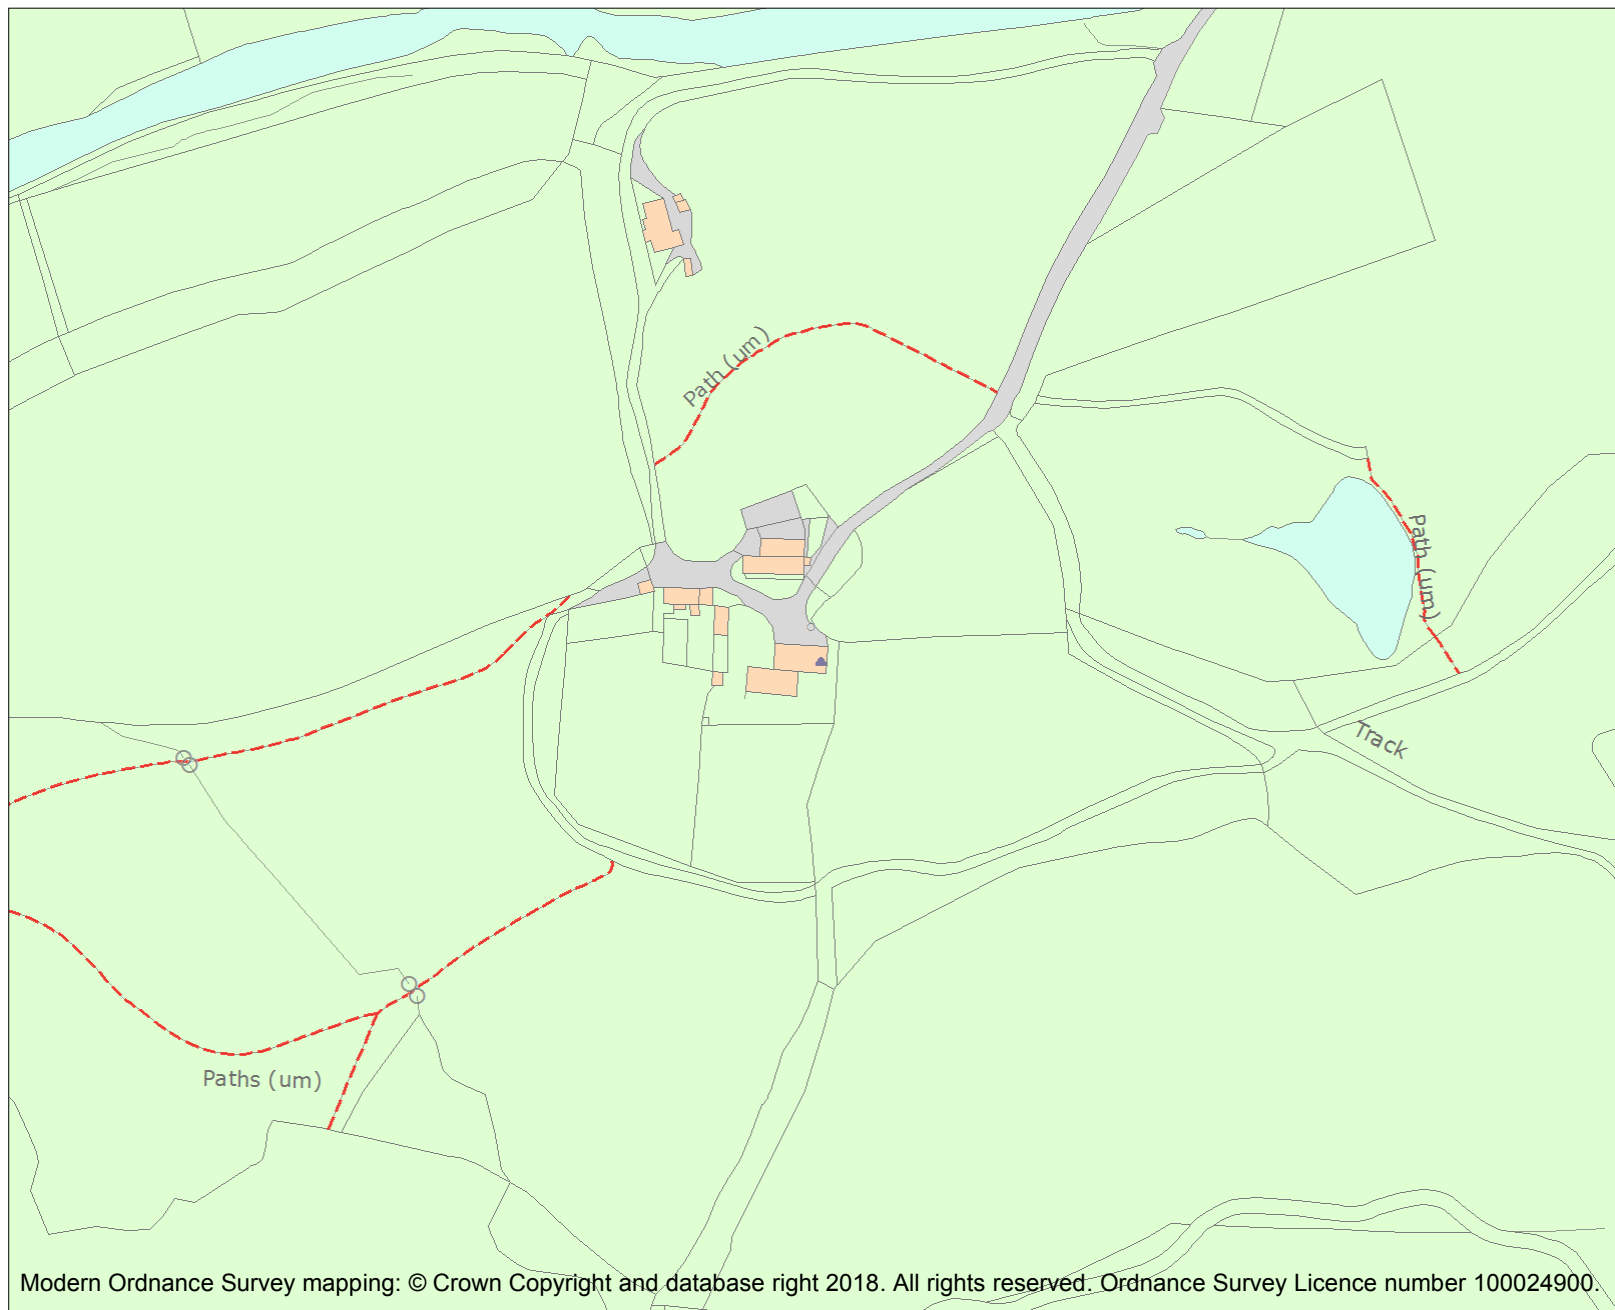 Path (um)
Path (um)
Track
Paths (um)
Modern Ordnance Survey mapping: © Crown Copyright and database right 2018. All rights reserved. Ordnance Survey Licence number 100024900.